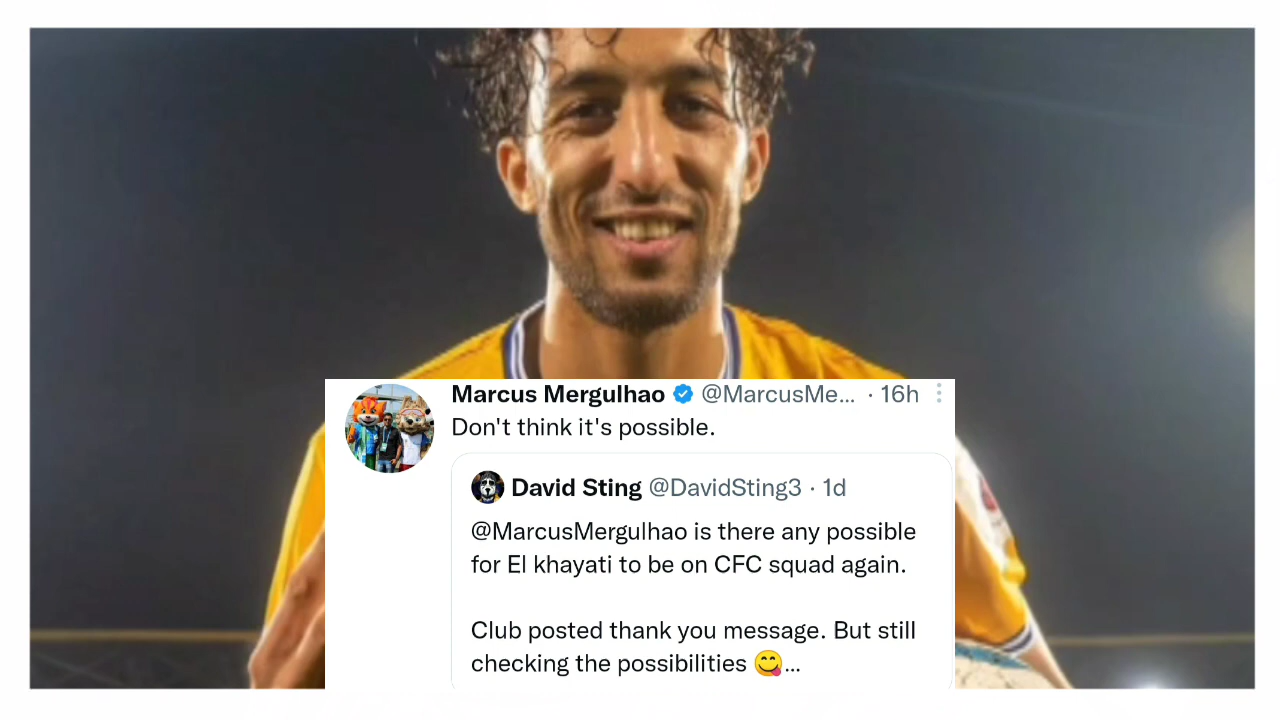 Marcus Mergulhao @MarcusMe... · 16h
Don't think it's possible.
David Sting @DavidSting3 · 1d
@MarcusMergulhao is there any possible
for El khayati to be on CFC squad again.
Club posted thank you message. But still
checking the possibilities 😋...